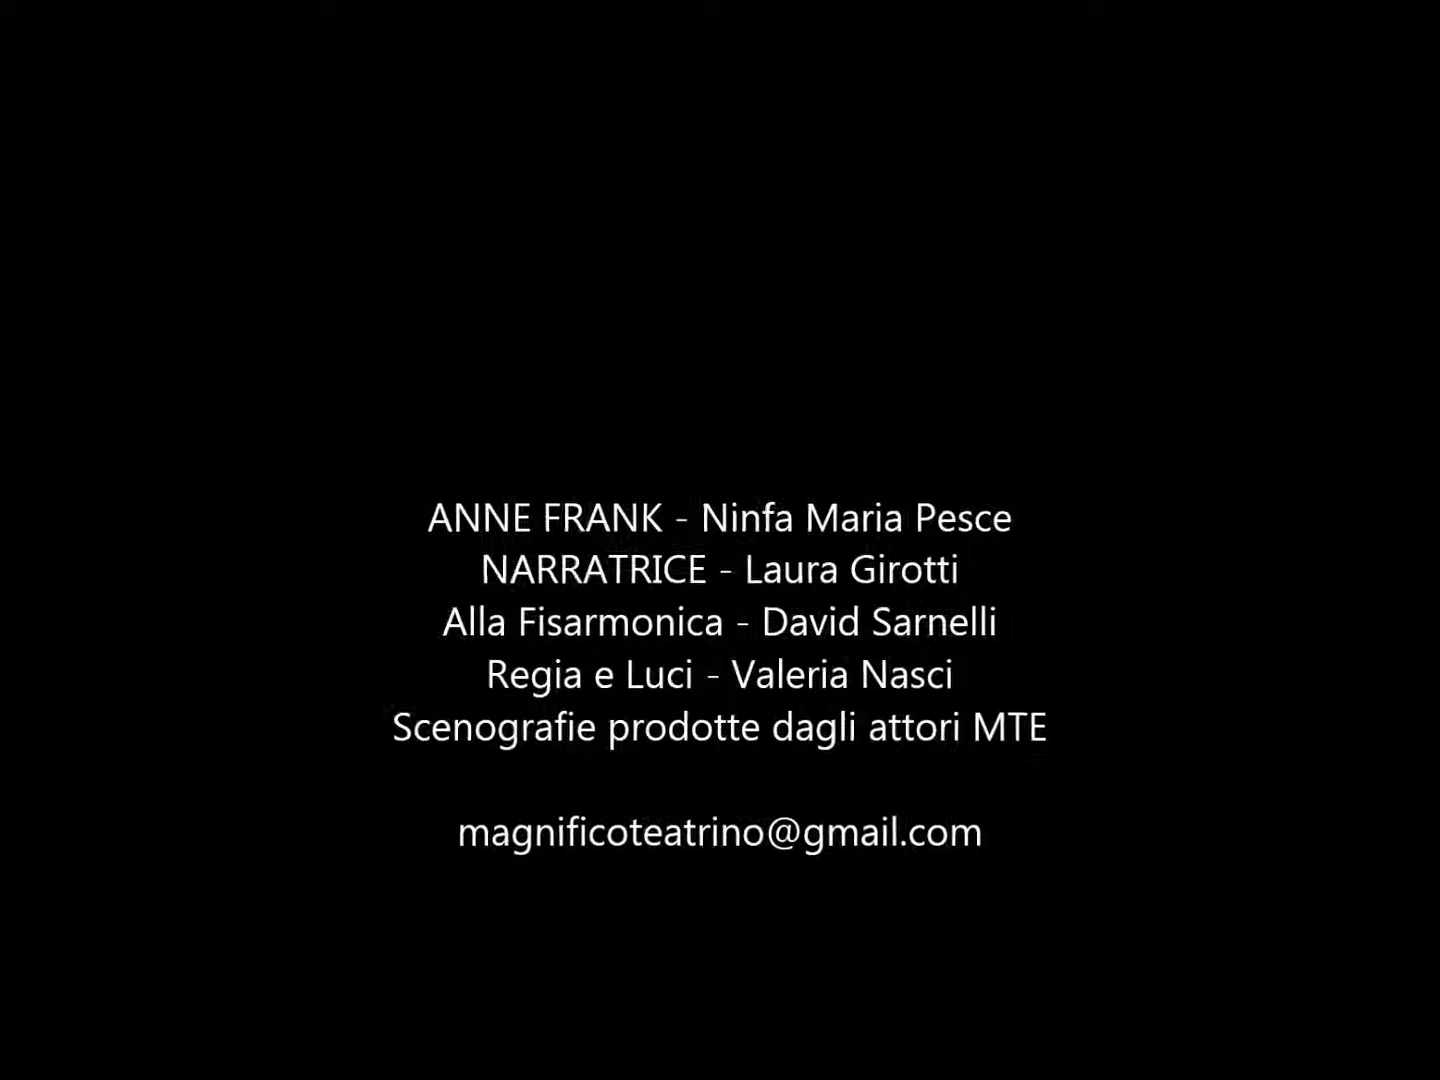 ANNE FRANK - Ninfa Maria Pesce
NARRATRICE - Laura Girotti
Alla Fisarmonica - David Sarnelli
Regia e Luci - Valeria Nasci
Scenografie prodotte dagli attori MTE
magnificoteatrino@gmail.com